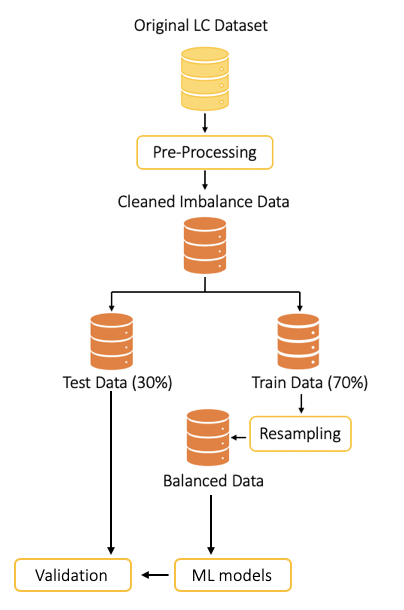 Original LC Dataset
Pre-Processing
Cleaned Imbalance Data
Test Data (30%)
Train Data (70%)
Resampling
Balanced Data
Validation
ML models